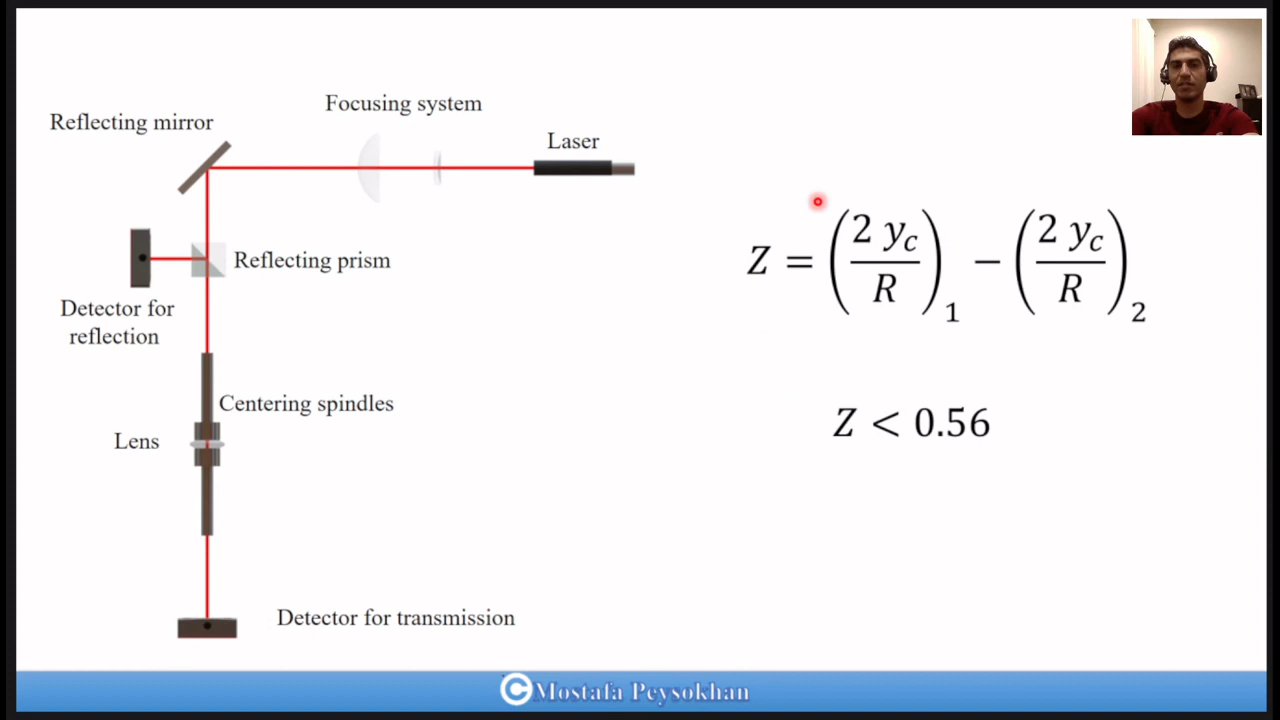 Focusing system
Reflecting mirror
Laser
Reflecting prism
Detector for
reflection
Centering spindles
Lens
Detector for transmission
Z = (2 y_c / R)_1 − (2 y_c / R)_2
Z < 0.56
© Mostafa Peysokhan